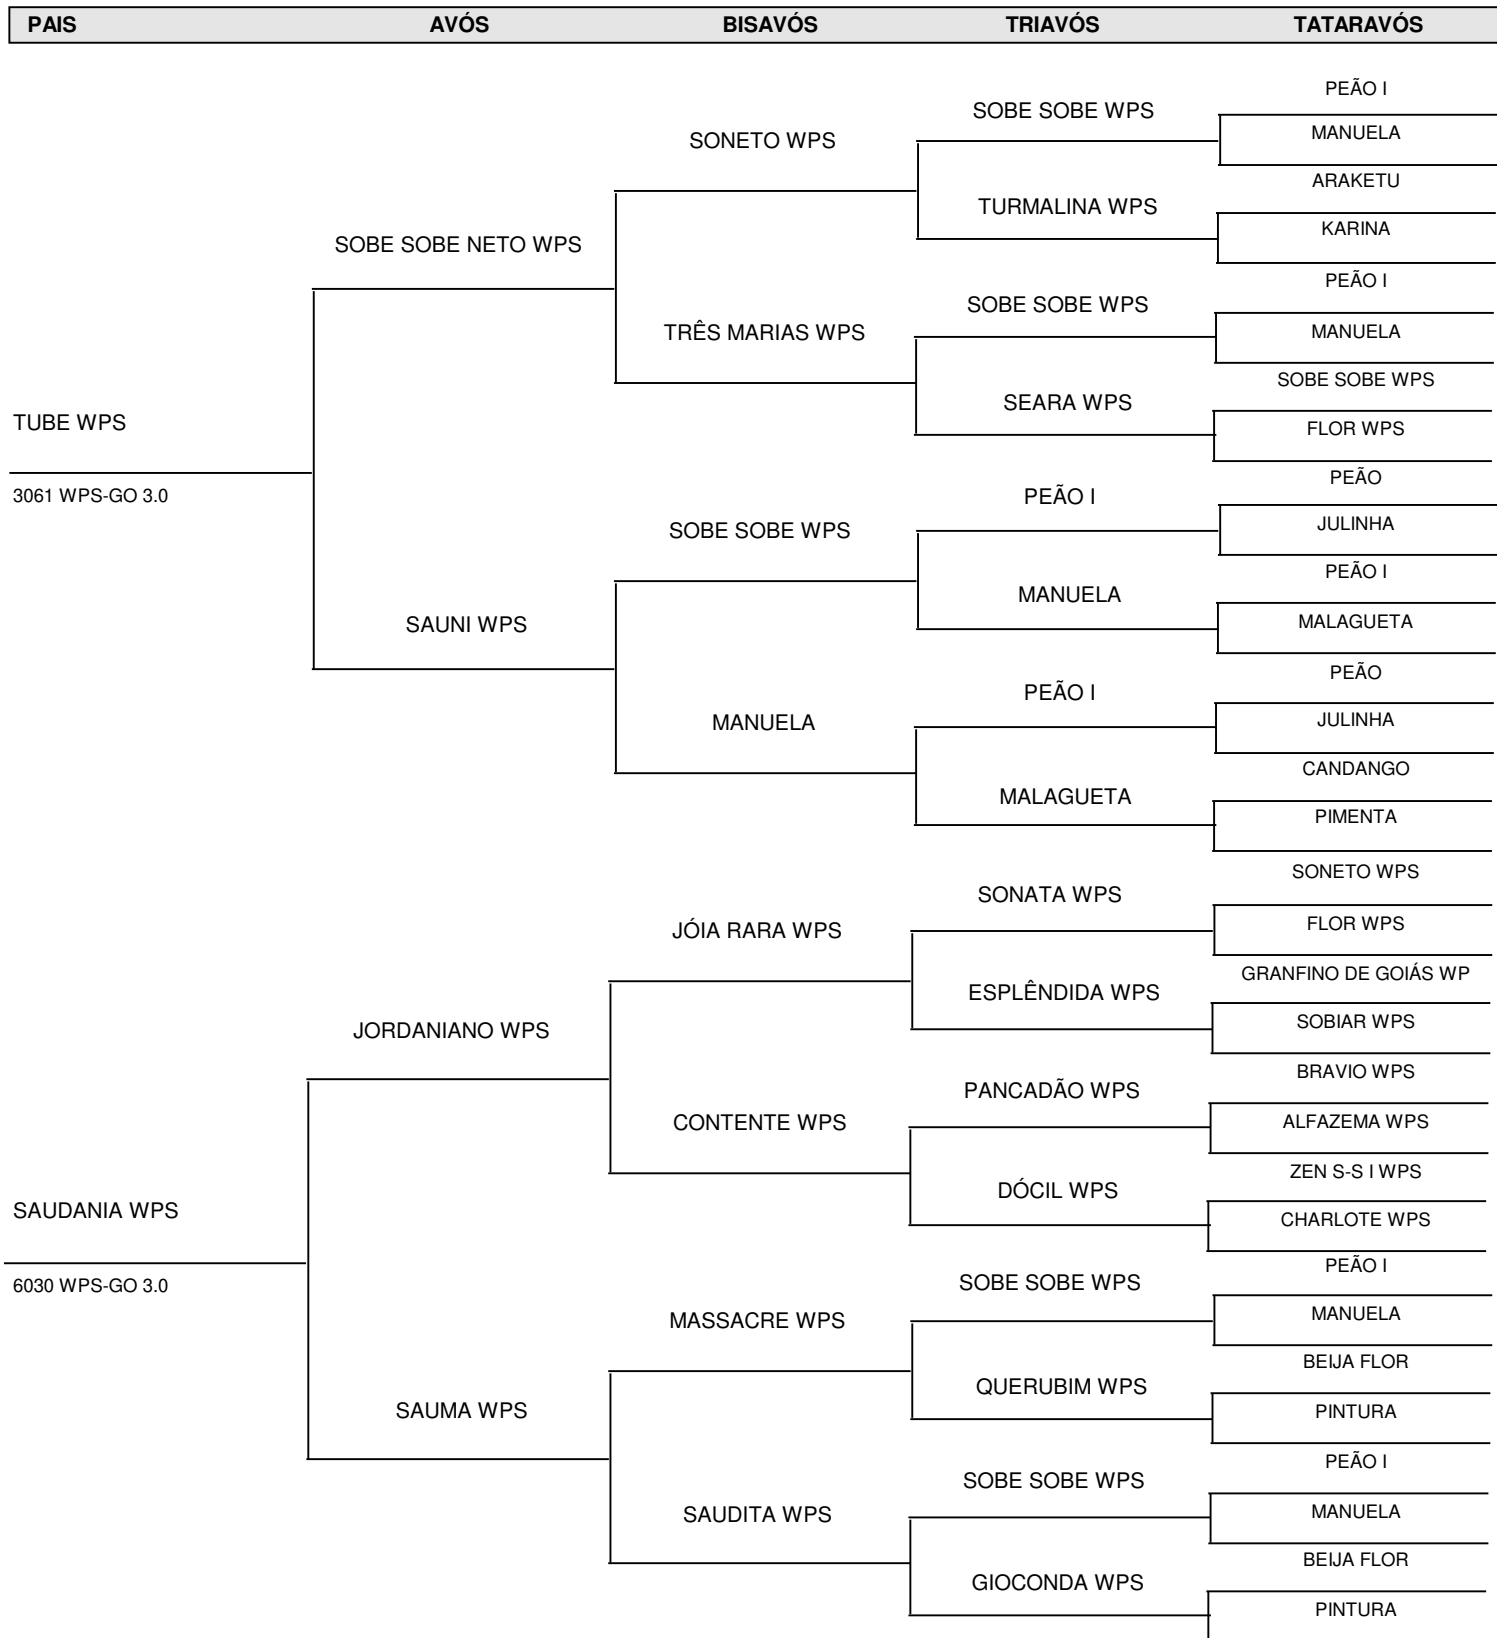 PAIS AVÓS BISAVÓS TRIAVÓS TATARAVÓS
PEÃO I
SOBE SOBE WPS
MANUELA
SONETO WPS
ARAKETU
TURMALINA WPS
KARINA
SOBE SOBE NETO WPS
PEÃO I
SOBE SOBE WPS
MANUELA
TRÊS MARIAS WPS
SOBE SOBE WPS
SEARA WPS
FLOR WPS
TUBE WPS
PEÃO
3061 WPS-GO 3.0
PEÃO I
JULINHA
SOBE SOBE WPS
PEÃO I
MANUELA
MALAGUETA
SAUNI WPS
PEÃO
PEÃO I
JULINHA
MANUELA
CANDANGO
MALAGUETA
PIMENTA
SONETO WPS
SONATA WPS
FLOR WPS
JÓIA RARA WPS
GRANFINO DE GOIÁS WP
ESPLÊNDIDA WPS
SOBIAR WPS
JORDANIANO WPS
BRAVIO WPS
PANCADÃO WPS
ALFAZEMA WPS
CONTENTE WPS
ZEN S-S I WPS
DÓCIL WPS
CHARLOTE WPS
SAUDANIA WPS
PEÃO I
6030 WPS-GO 3.0
SOBE SOBE WPS
MANUELA
MASSACRE WPS
BEIJA FLOR
QUERUBIM WPS
PINTURA
SAUMA WPS
PEÃO I
SOBE SOBE WPS
MANUELA
SAUDITA WPS
BEIJA FLOR
GIOCONDA WPS
PINTURA